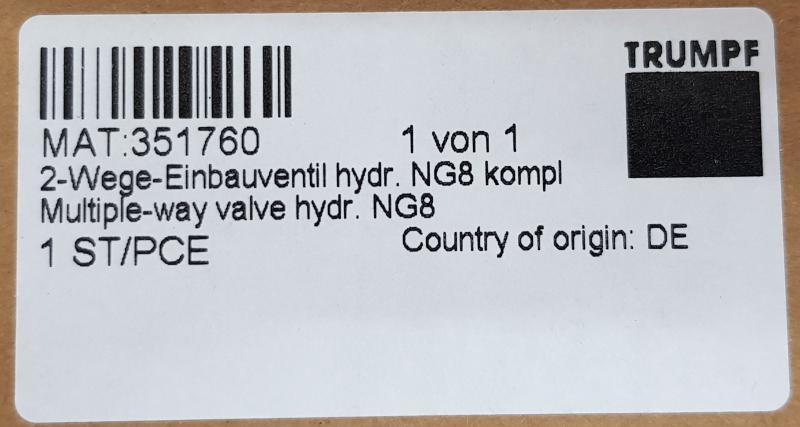 TRUMPF
MAT:351760 1 von 1
2-Wege-Einbauventil hydr. NG8 kompl
Multiple-way valve hydr. NG8
1 ST/PCE Country of origin: DE